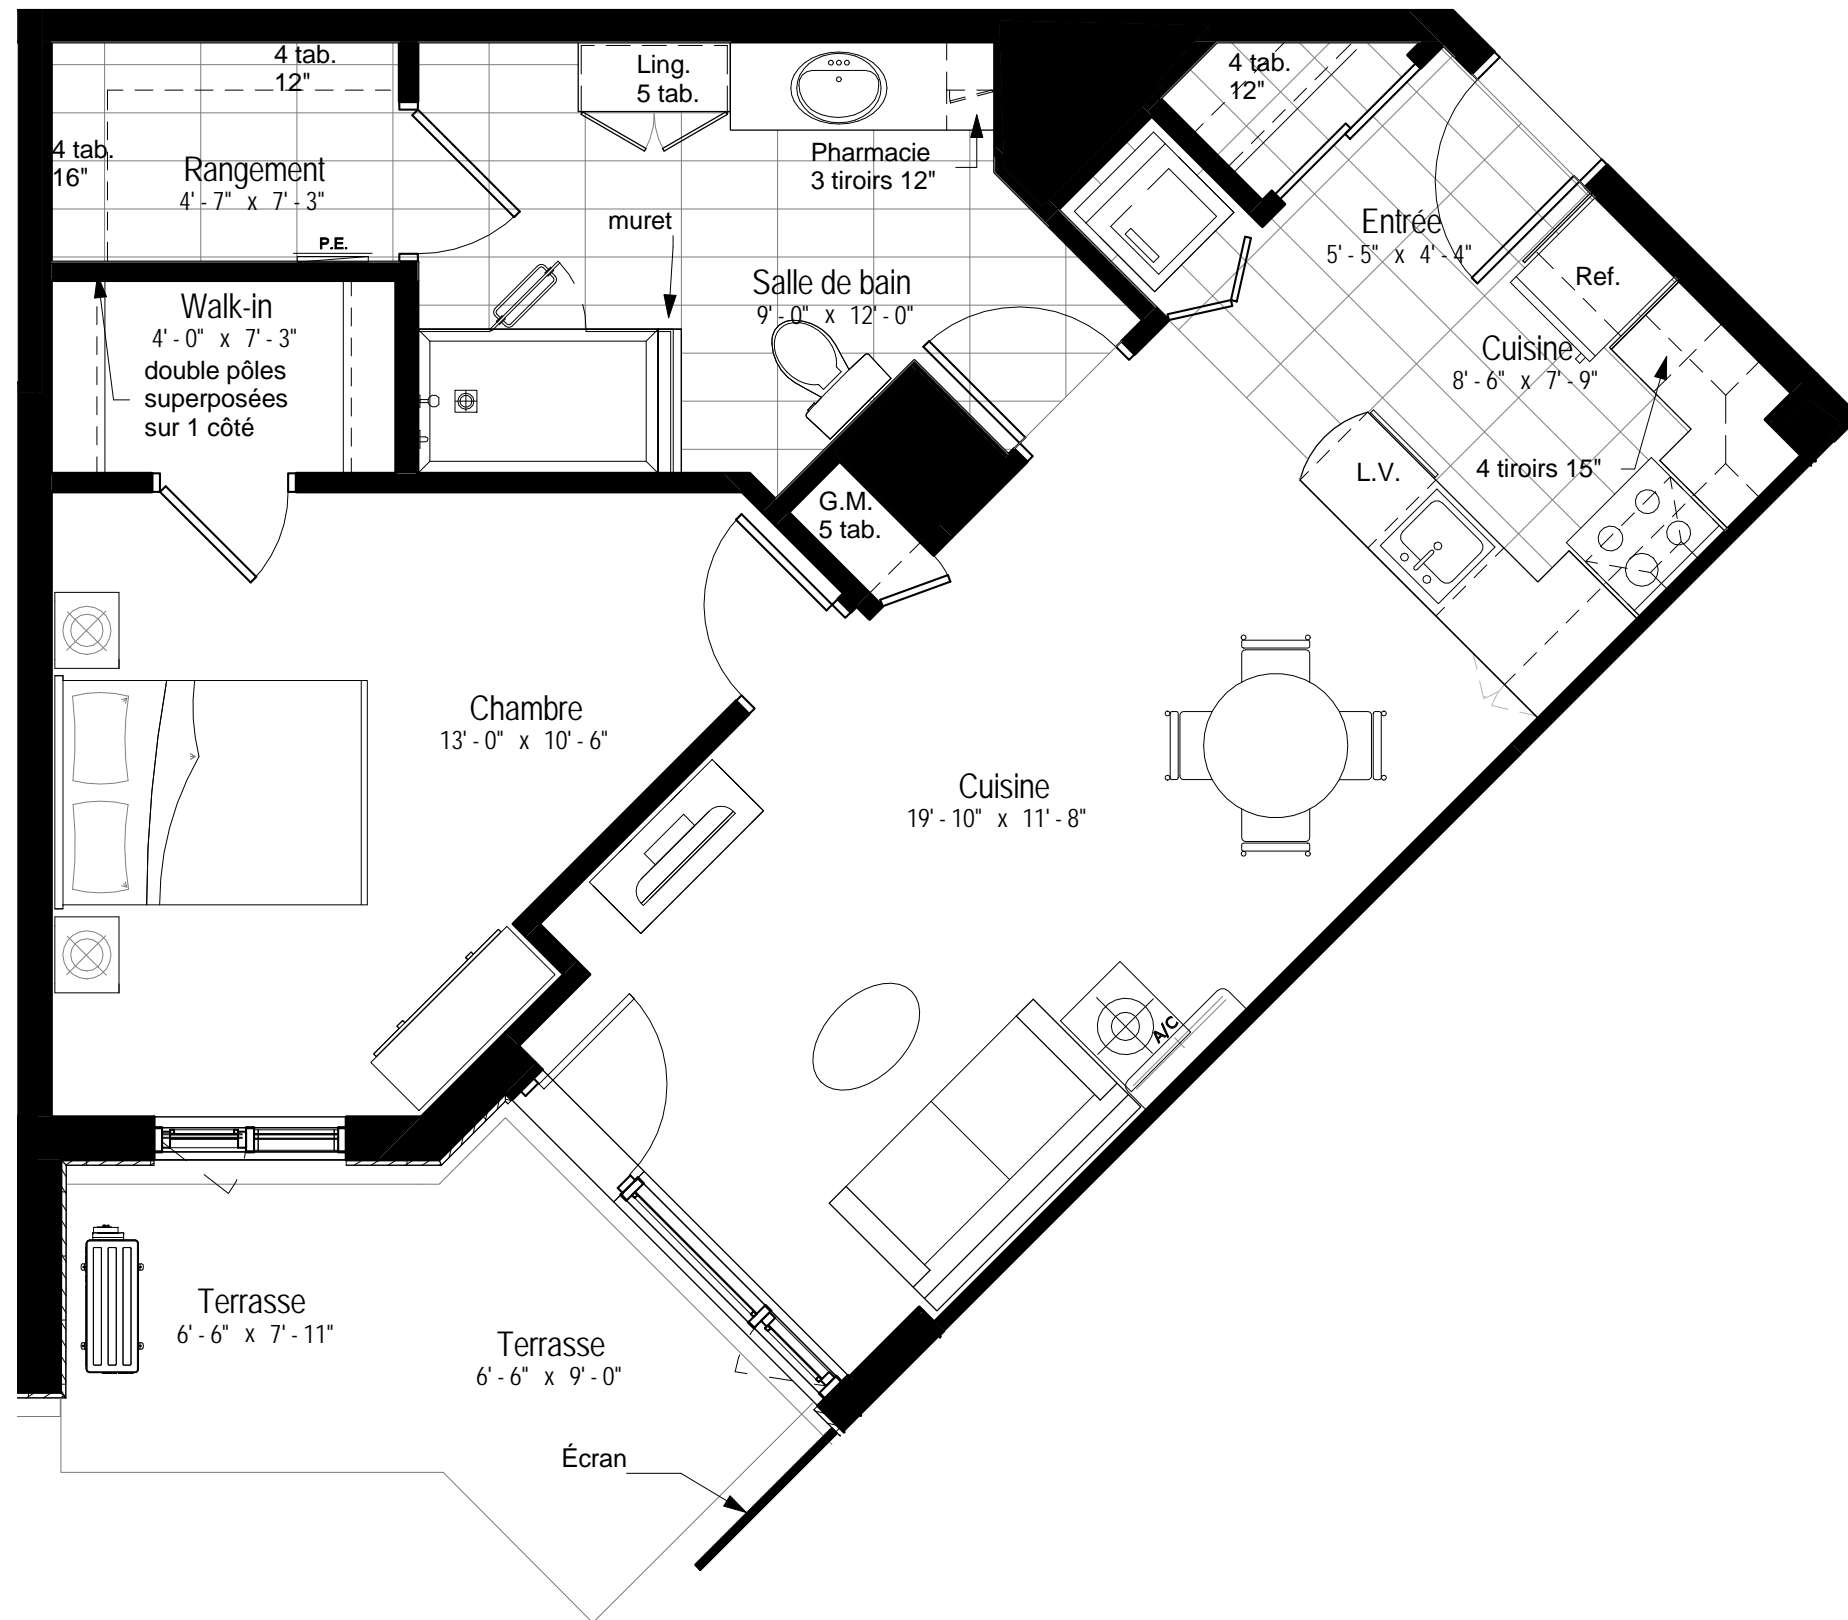 4 tab.
12"
Ling.
5 tab.
4 tab.
12"
4 tab.
16"
Rangement
4' - 7" x 7' - 3"
P.E.
Pharmacie
3 tiroirs 12"
muret
Entrée
5' - 5" x 4' - 4"
Ref.
Walk-in
4' - 0" x 7' - 3"
double pôles
superposées
sur 1 côté
Salle de bain
9' - 0" x 12' - 0"
Cuisine
8' - 6" x 7' - 9"
4 tiroirs 15"
L.V.
G.M.
5 tab.
Chambre
13' - 0" x 10' - 6"
Cuisine
19' - 10" x 11' - 8"
A/C
Terrasse
6' - 6" x 7' - 11"
Terrasse
6' - 6" x 9' - 0"
Écran